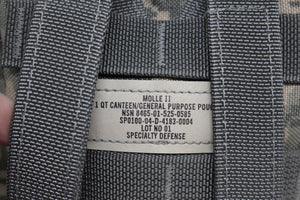 MOLLE II
1 QT CANTEEN/GENERAL PURPOSE POUC
NSN 8465-01-525-0585
SP0100-04-D-4183-0004
LOT NO 01
SPECIALTY DEFENSE